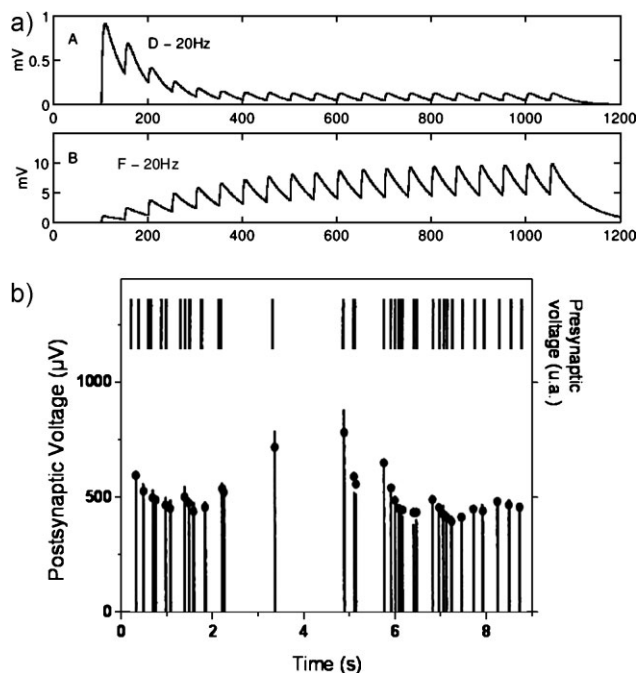 a)
1
A
D – 20Hz
mV
0.5
0
0 200 400 600 800 1000 1200
B
F – 20Hz
mV
10
5
0
0 200 400 600 800 1000 1200
b)
Presynaptic
voltage (u.a.)
Postsynaptic Voltage (µV)
1000
500
0
0 2 4 6 8
Time (s)